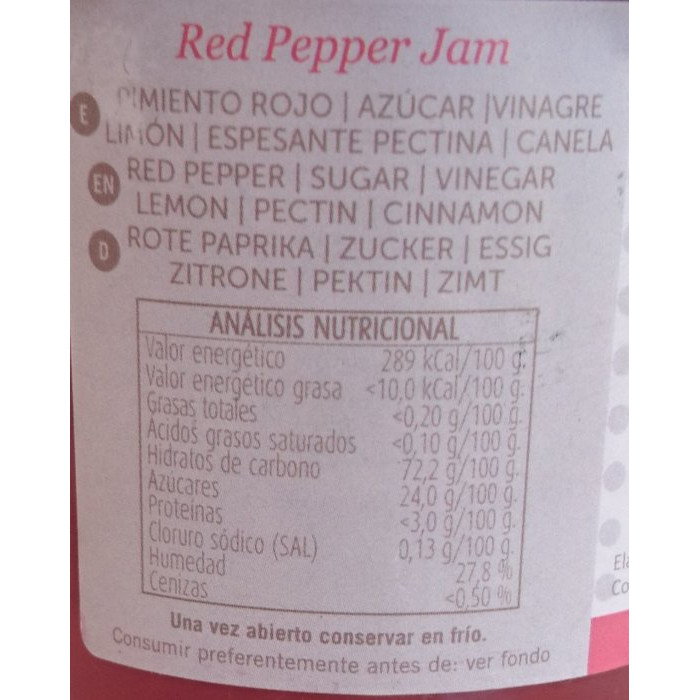 Red Pepper Jam
E PIMIENTO ROJO | AZÚCAR |VINAGRE
LIMÓN | ESPESANTE PECTINA | CANELA
EN RED PEPPER | SUGAR | VINEGAR
LEMON | PECTIN | CINNAMON
D ROTE PAPRIKA | ZUCKER | ESSIG
ZITRONE | PEKTIN | ZIMT
ANÁLISIS NUTRICIONAL
Valor energético 289 kCal/100 g.
Valor energético grasa <10,0 kCal/100 g.
Grasas totales <0,20 g/100 g.
Ácidos grasos saturados <0,10 g/100 g.
Hidratos de carbono 72,2 g/100 g.
Azúcares 24,0 g/100 g.
Proteínas <3,0 g/100 g.
Cloruro sódico (SAL) 0,13 g/100 g.
Humedad 27,8 %
Cenizas <0,50 %
Una vez abierto conservar en frío.
Consumir preferentemente antes de: ver fondo